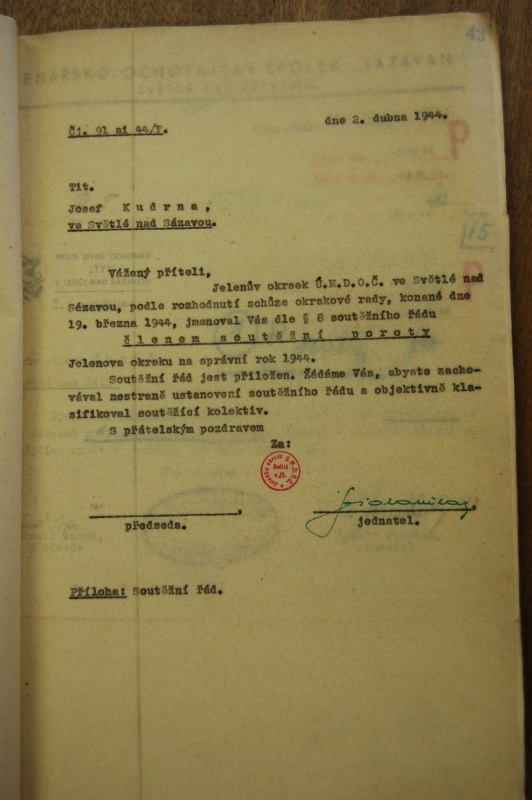 43
Čj. 91 ai 44/V.
dne 2. dubna 1944.
Tit.
Josef Kudrna,
ve Světlé nad Sázavou.
Vážený příteli,
Jelenův okrsek Ú.M.D.O.Č. ve Světlé nad
Sázavou, podle rozhodnutí schůze okrskové rady, konané dne
19. března 1944, jmenoval Vás dle § 8 soutěžního řádu
členem soutěžní poroty
Jelenova okrsku na správní rok 1944.
Soutěžní řád jest přiložen. Žádáme Vás, abyste zacho-
vával nestraně ustanovení soutěžního řádu a objektivně kla-
sifikoval soutěžící kolektiv.
S přátelským pozdravem
Za:
předseda.
jednatel.
Příloha: Soutěžní řád.